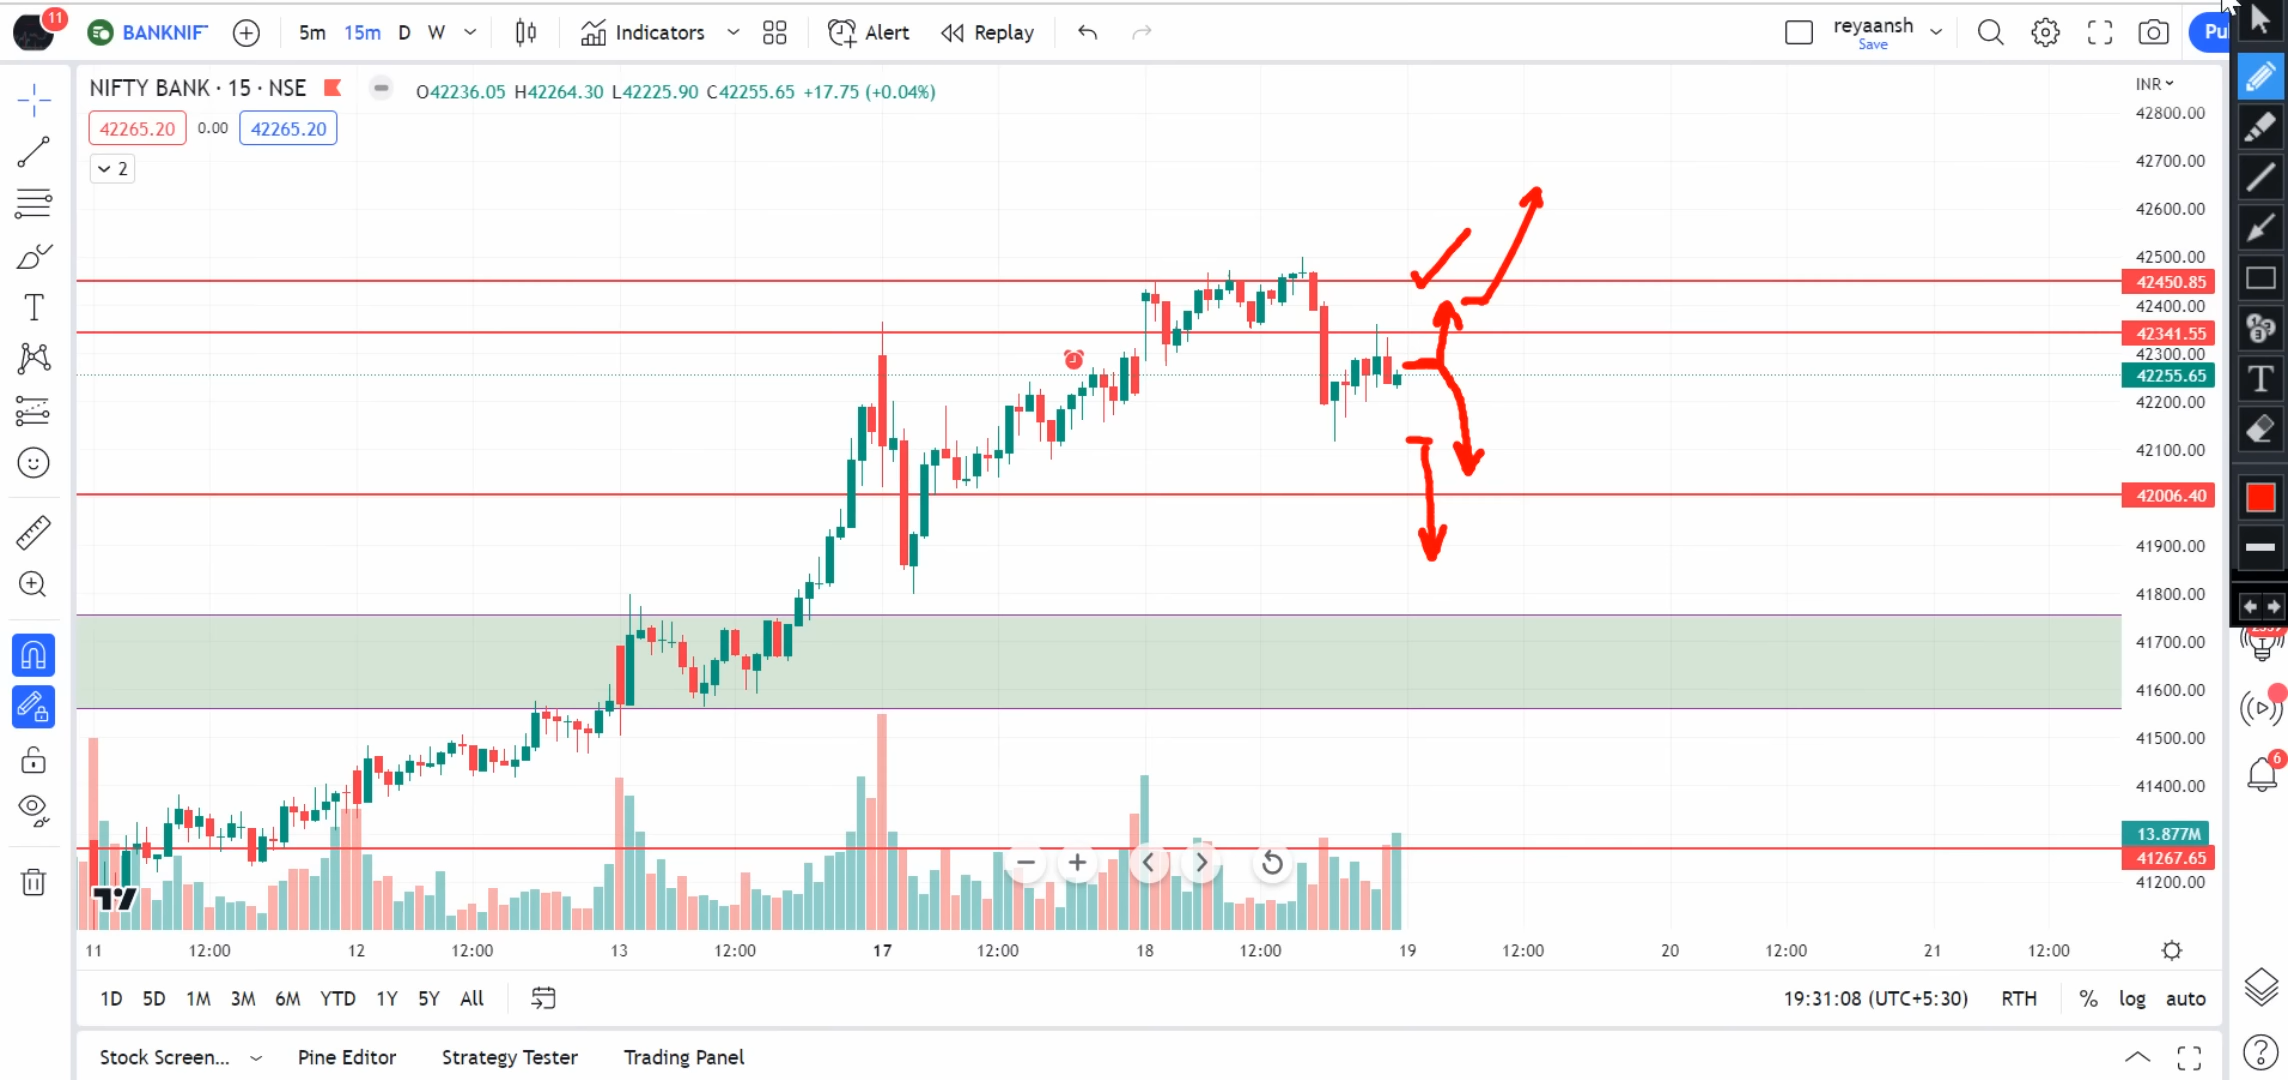 11
BANKNIF
5m 15m D W
Indicators
Alert
Replay
reyaansh
Save
Pu
NIFTY BANK · 15 · NSE
O42236.05 H42264.30 L42225.90 C42255.65 +17.75 (+0.04%)
42265.20 0.00 42265.20
2
INR
42800.00
42700.00
42600.00
42500.00
42450.85
42400.00
42341.55
42300.00
42255.65
42200.00
42100.00
42006.40
41900.00
41800.00
41700.00
41600.00
41500.00
41400.00
13.877M
41267.65
41200.00
6
11 12:00 12 12:00 13 12:00 17 12:00 18 12:00 19 12:00 20 12:00 21 12:00
1D 5D 1M 3M 6M YTD 1Y 5Y All
19:31:08 (UTC+5:30) RTH % log auto
Stock Screen... Pine Editor Strategy Tester Trading Panel